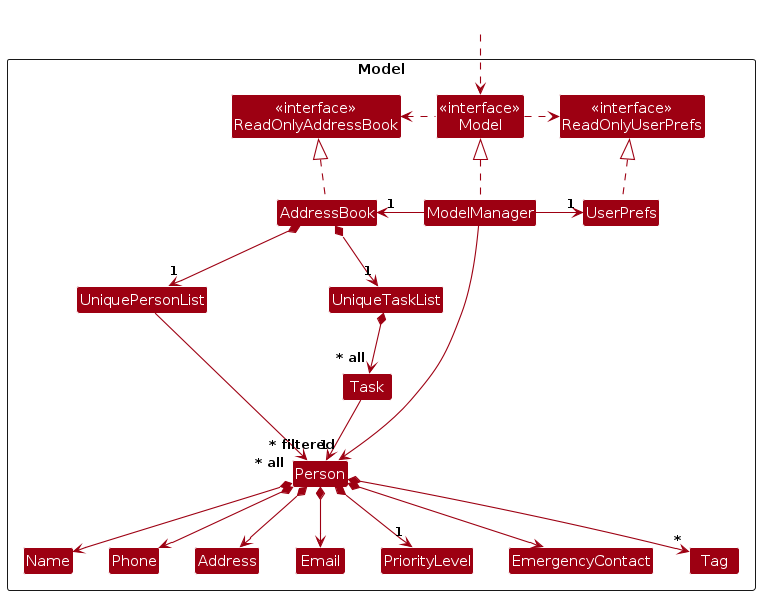 Model
«interface»
ReadOnlyAddressBook
«interface»
Model
«interface»
ReadOnlyUserPrefs
AddressBook
1
ModelManager
1
UserPrefs
1
1
UniquePersonList
UniqueTaskList
* all
Task
* filtered
1
* all
Person
1
*
Name
Phone
Address
Email
PriorityLevel
EmergencyContact
Tag